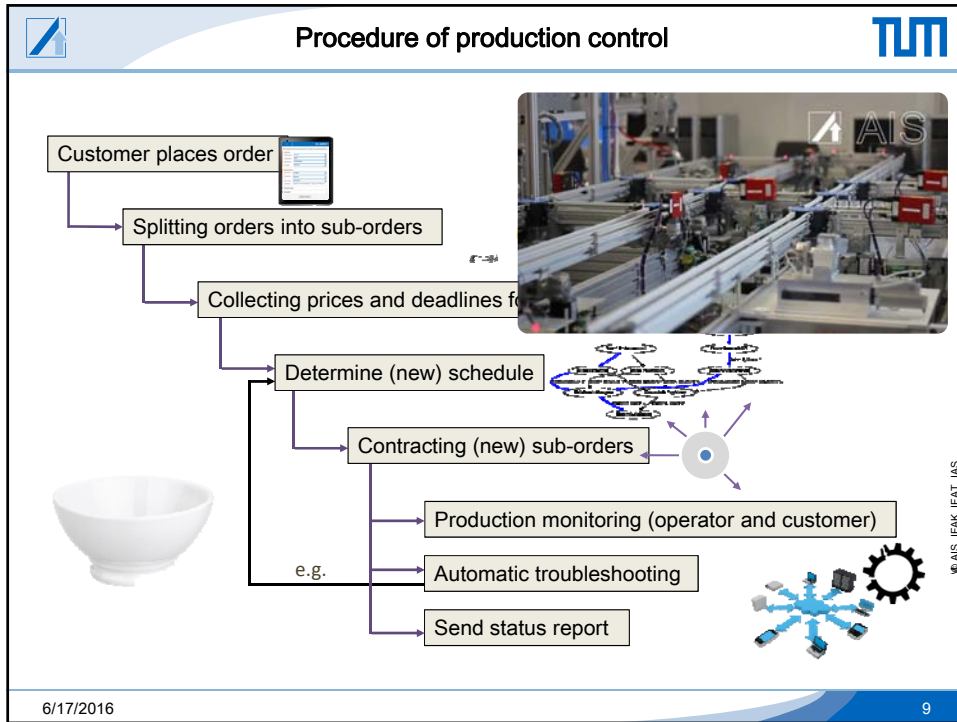 Procedure of production control
TUM
AIS
Customer places order
Splitting orders into sub-orders
Collecting prices and deadlines
Determine (new) schedule
Contracting (new) sub-orders
Production monitoring (operator and customer)
e.g.
Automatic troubleshooting
Send status report
© AIS, IFAK, IFAT, IAS
6/17/2016
9